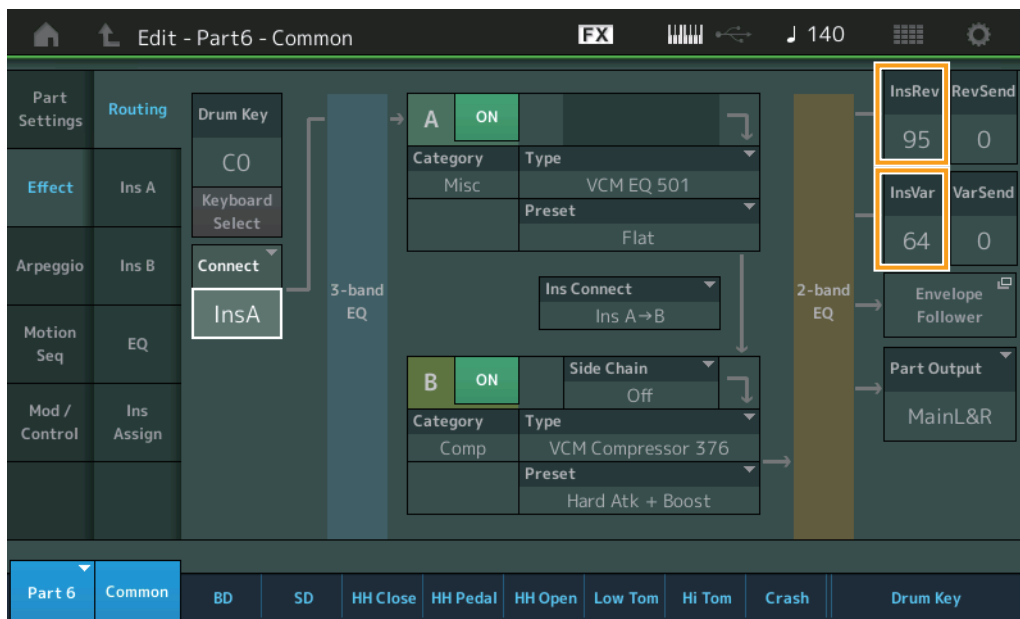 Edit - Part6 - Common
FX
♩ 140
Part
Settings
Effect
Arpeggio
Motion
Seq
Mod /
Control
Routing
Ins A
Ins B
EQ
Ins
Assign
Drum Key
C0
Keyboard
Select
Connect
InsA
3-band
EQ
A
ON
Category
Misc
Type
VCM EQ 501
Preset
Flat
Ins Connect
Ins A→B
B
ON
Side Chain
Off
Category
Comp
Type
VCM Compressor 376
Preset
Hard Atk + Boost
2-band
EQ
InsRev
95
RevSend
0
InsVar
64
VarSend
0
Envelope
Follower
Part Output
MainL&R
Part 6
Common
BD
SD
HH Close
HH Pedal
HH Open
Low Tom
Hi Tom
Crash
Drum Key